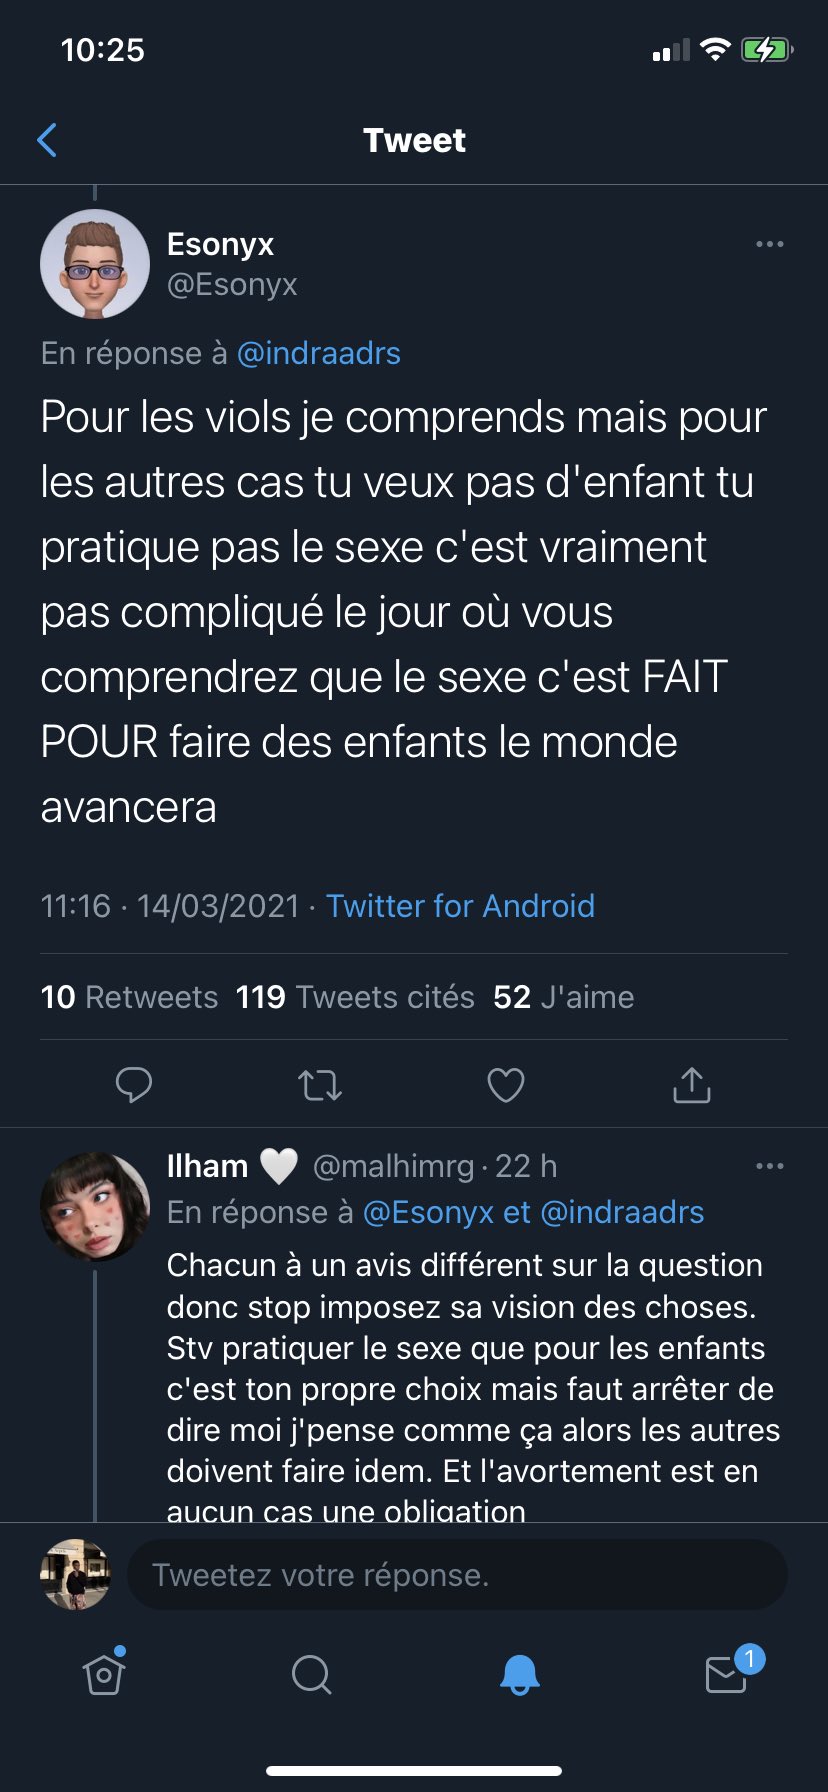 10:25
Tweet
Esonyx
@Esonyx
En réponse à @indraadrs
Pour les viols je comprends mais pour
les autres cas tu veux pas d'enfant tu
pratique pas le sexe c'est vraiment
pas compliqué le jour où vous
comprendrez que le sexe c'est FAIT
POUR faire des enfants le monde
avancera
11:16 · 14/03/2021 · Twitter for Android
10 Retweets 119 Tweets cités 52 J'aime
Ilham 🤍 @malhimrg · 22 h
En réponse à @Esonyx et @indraadrs
Chacun à un avis différent sur la question
donc stop imposez sa vision des choses.
Stv pratiquer le sexe que pour les enfants
c'est ton propre choix mais faut arrêter de
dire moi j'pense comme ça alors les autres
doivent faire idem. Et l'avortement est en
aucun cas une obligation
Tweetez votre réponse.
1